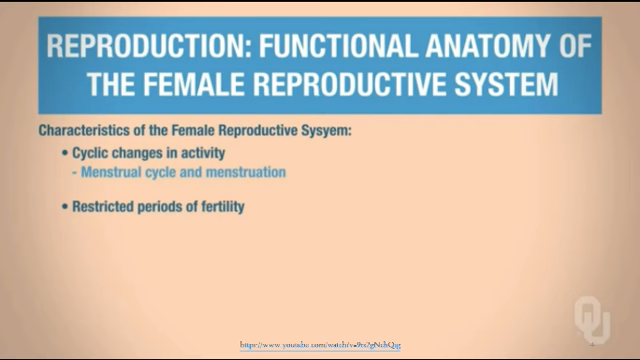 REPRODUCTION: FUNCTIONAL ANATOMY OF
THE FEMALE REPRODUCTIVE SYSTEM
Characteristics of the Female Reproductive Sysyem:
• Cyclic changes in activity
- Menstrual cycle and menstruation
• Restricted periods of fertility
OU